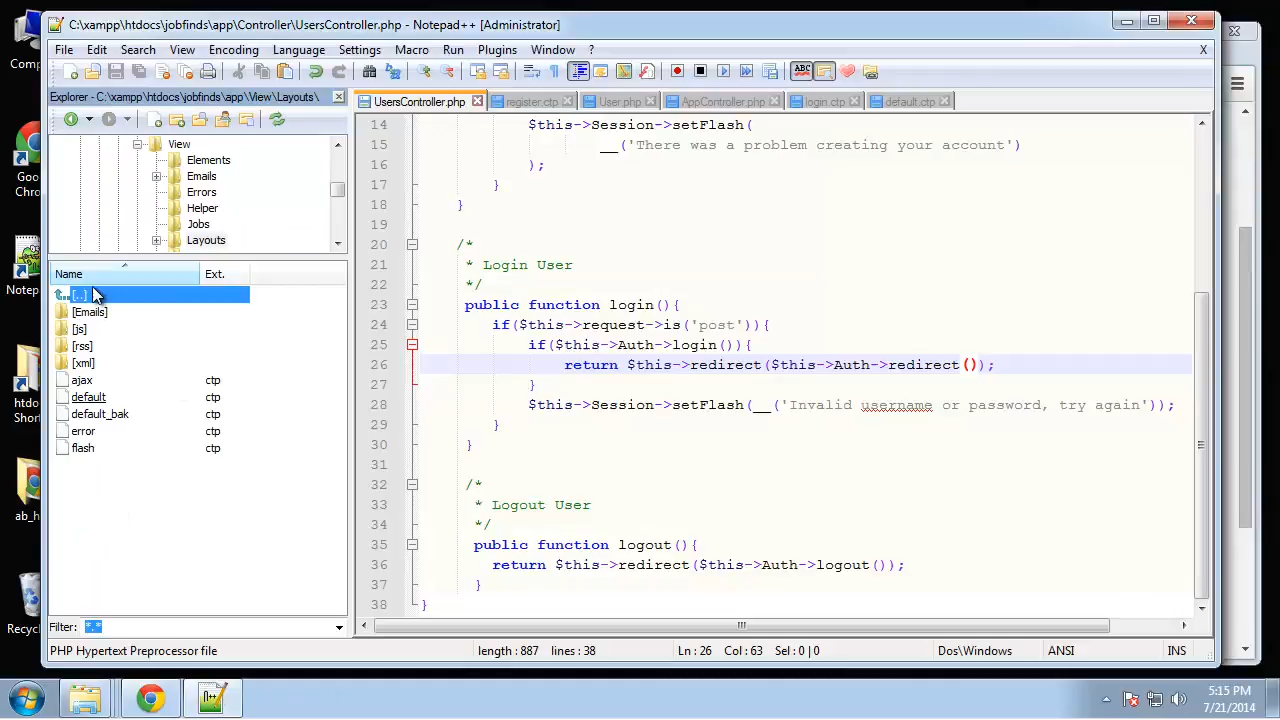 Comp
C:\xampp\htdocs\jobfinds\app\Controller\UsersController.php - Notepad++ [Administrator]
File Edit Search View Encoding Language Settings Macro Run Plugins Window ? X
Explorer - C:\xampp\htdocs\jobfinds\app\View\Layouts\
UsersController.php register.ctp User.php AppController.php login.ctp default.ctp
View
Elements
Emails
Errors
Helper
Jobs
Layouts
Name Ext.
[..]
[Emails]
[js]
[rss]
[xml]
ajax ctp
default ctp
default_bak ctp
error ctp
flash ctp
Filter: *.*
14 $this->Session->setFlash(
15 __('There was a problem creating your account')
16 );
17 }
18 }
19
20 /*
21 * Login User
22 */
23 public function login(){
24 if($this->request->is('post')){
25 if($this->Auth->login()){
26 return $this->redirect($this->Auth->redirect());
27 }
28 $this->Session->setFlash(__('Invalid username or password, try again'));
29 }
30 }
31
32 /*
33 * Logout User
34 */
35 public function logout(){
36 return $this->redirect($this->Auth->logout());
37 }
38 }
PHP Hypertext Preprocessor file length : 887 lines : 38 Ln : 26 Col : 63 Sel : 0 | 0 Dos\Windows ANSI INS
Goo
Chro
Notep
htdo
Short
ab_h
Recycl
5:15 PM
7/21/2014